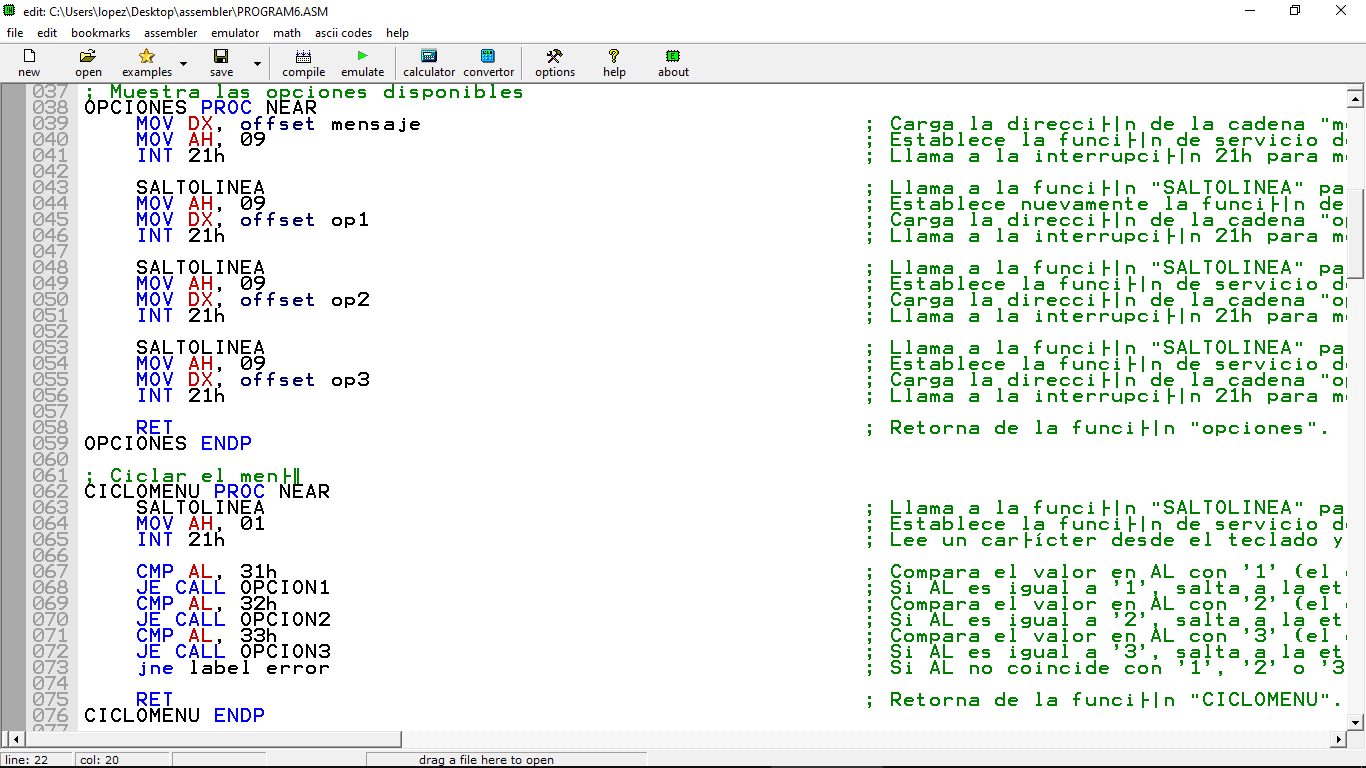 edit: C:\Users\lopez\Desktop\assembler\PROGRAM6.ASM
file edit bookmarks assembler emulator math ascii codes help
new open examples save compile emulate calculator convertor options help about
037 ; Muestra las opciones disponibles
038 OPCIONES PROC NEAR
039 MOV DX, offset mensaje ; Carga la direcci├│n de la cadena "m
040 MOV AH, 09 ; Establece la funci├│n de servicio d
041 INT 21h ; Llama a la interrupci├│n 21h para m
042
043 SALTOLINEA ; Llama a la funci├│n "SALTOLINEA" pa
044 MOV AH, 09 ; Establece nuevamente la funci├│n de
045 MOV DX, offset op1 ; Carga la direcci├│n de la cadena "o
046 INT 21h ; Llama a la interrupci├│n 21h para m
047
048 SALTOLINEA ; Llama a la funci├│n "SALTOLINEA" pa
049 MOV AH, 09 ; Establece la funci├│n de servicio d
050 MOV DX, offset op2 ; Carga la direcci├│n de la cadena "o
051 INT 21h ; Llama a la interrupci├│n 21h para m
052
053 SALTOLINEA ; Llama a la funci├│n "SALTOLINEA" pa
054 MOV AH, 09 ; Establece la funci├│n de servicio d
055 MOV DX, offset op3 ; Carga la direcci├│n de la cadena "o
056 INT 21h ; Llama a la interrupci├│n 21h para m
057
058 RET ; Retorna de la funci├│n "opciones".
059 OPCIONES ENDP
060
061 ; Ciclar el men├║
062 CICLOMENU PROC NEAR
063 SALTOLINEA ; Llama a la funci├│n "SALTOLINEA" pa
064 MOV AH, 01 ; Establece la funci├│n de servicio d
065 INT 21h ; Lee un car├ícter desde el teclado y
066
067 CMP AL, 31h ; Compara el valor en AL con '1' (el
068 JE CALL OPCION1 ; Si AL es igual a '1', salta a la et
069 CMP AL, 32h ; Compara el valor en AL con '2' (el
070 JE CALL OPCION2 ; Si AL es igual a '2', salta a la et
071 CMP AL, 33h ; Compara el valor en AL con '3' (el
072 JE CALL OPCION3 ; Si AL es igual a '3', salta a la et
073 jne label error ; Si AL no coincide con '1', '2' o '3
074
075 RET ; Retorna de la funci├│n "CICLOMENU".
076 CICLOMENU ENDP
077
line: 22 col: 20 drag a file here to open